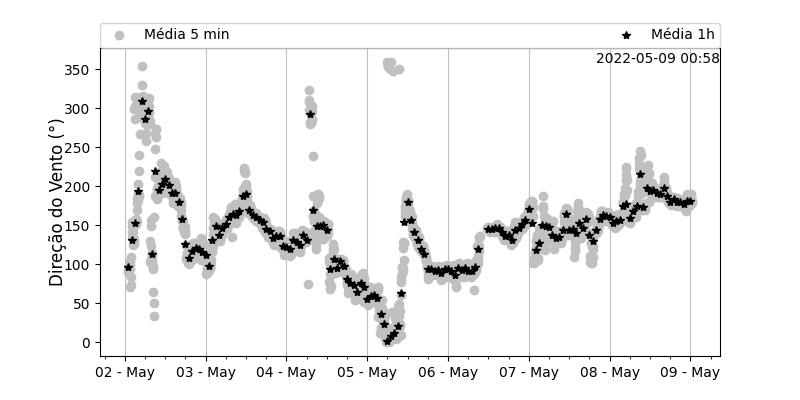 Média 5 min
Média 1h
2022-05-09 00:58
Direção do Vento (°)
350
300
250
200
150
100
50
0
02 - May
03 - May
04 - May
05 - May
06 - May
07 - May
08 - May
09 - May